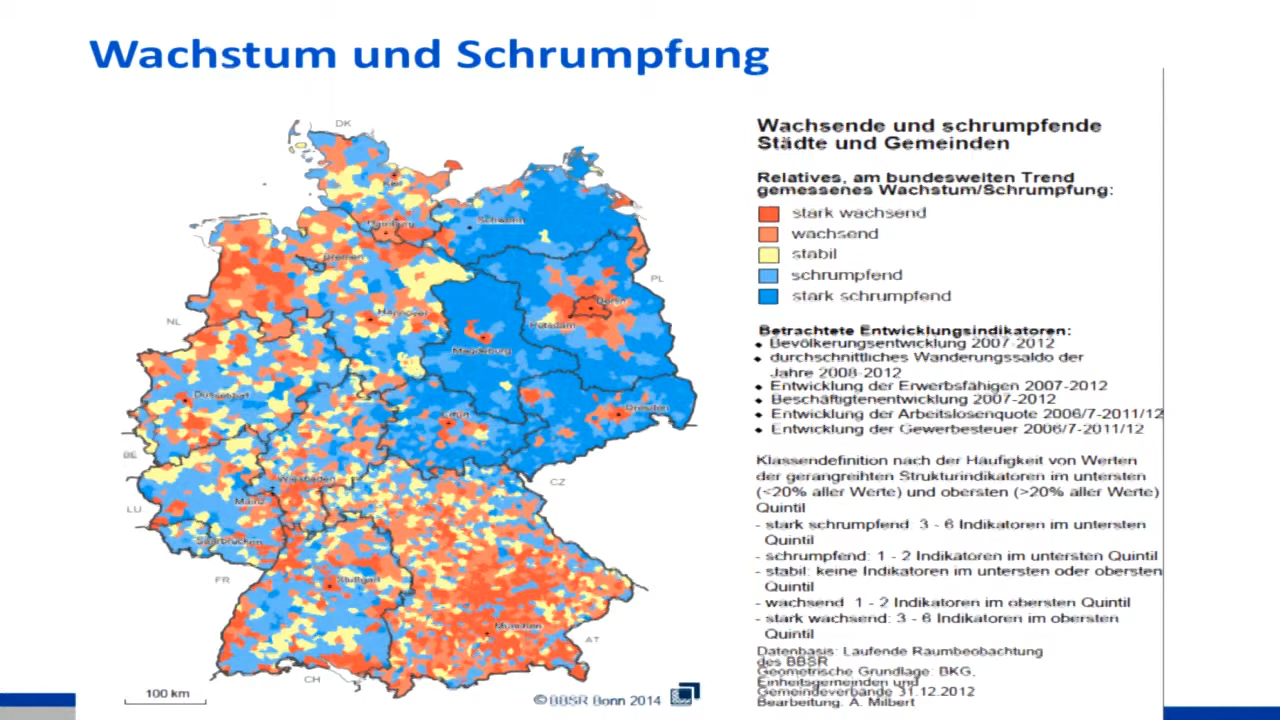 Wachstum und Schrumpfung
DK
Kiel
Hamburg
Schwerin
Bremen
PL
Berlin
NL
Hannover
Potsdam
Magdeburg
Düsseldorf
Erfurt
Dresden
BE
Wiesbaden
CZ
Mainz
LU
Saarbrücken
FR
Stuttgart
München
AT
CH
100 km
© BBSR Bonn 2014
Wachsende und schrumpfende
Städte und Gemeinden
Relatives, am bundesweiten Trend
gemessenes Wachstum/Schrumpfung:
stark wachsend
wachsend
stabil
schrumpfend
stark schrumpfend
Betrachtete Entwicklungsindikatoren:
• Bevölkerungsentwicklung 2007-2012
• durchschnittliches Wanderungssaldo der
Jahre 2008-2012
• Entwicklung der Erwerbsfähigen 2007-2012
• Beschäftigtenentwicklung 2007-2012
• Entwicklung der Arbeitslosenquote 2006/7-2011/12
• Entwicklung der Gewerbesteuer 2006/7-2011/12
Klassendefinition nach der Häufigkeit von Werten
der gerangreihten Strukturindikatoren im untersten
(<20% aller Werte) und obersten (>20% aller Werte)
Quintil
- stark schrumpfend 3 - 6 Indikatoren im untersten
Quintil
- schrumpfend: 1 - 2 Indikatoren im untersten Quintil
- stabil: keine Indikatoren im untersten oder obersten
Quintil
- wachsend 1 - 2 Indikatoren im obersten Quintil
- stark wachsend: 3 - 6 Indikatoren im obersten
Quintil
Datenbasis: Laufende Raumbeobachtung
des BBSR
Geometrische Grundlage: BKG,
Einheitsgemeinden und
Gemeindeverbände 31.12.2012
Bearbeitung: A. Milbert